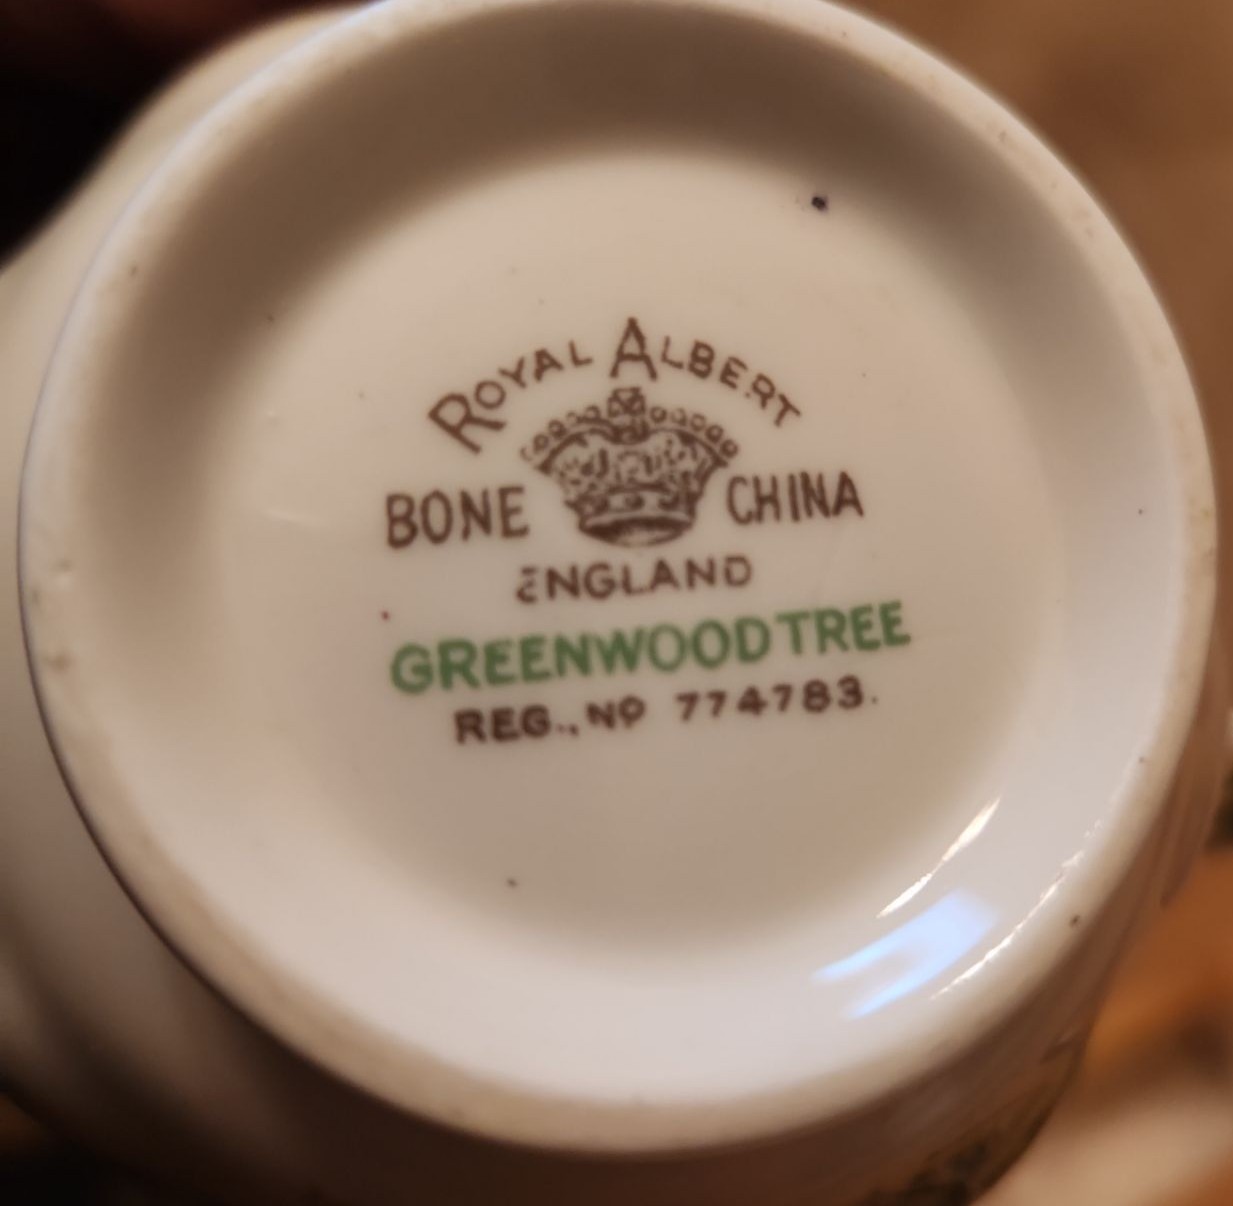 ROYAL ALBERT
BONE CHINA
ENGLAND
GREENWOOD TREE
REG., Nº 774783.